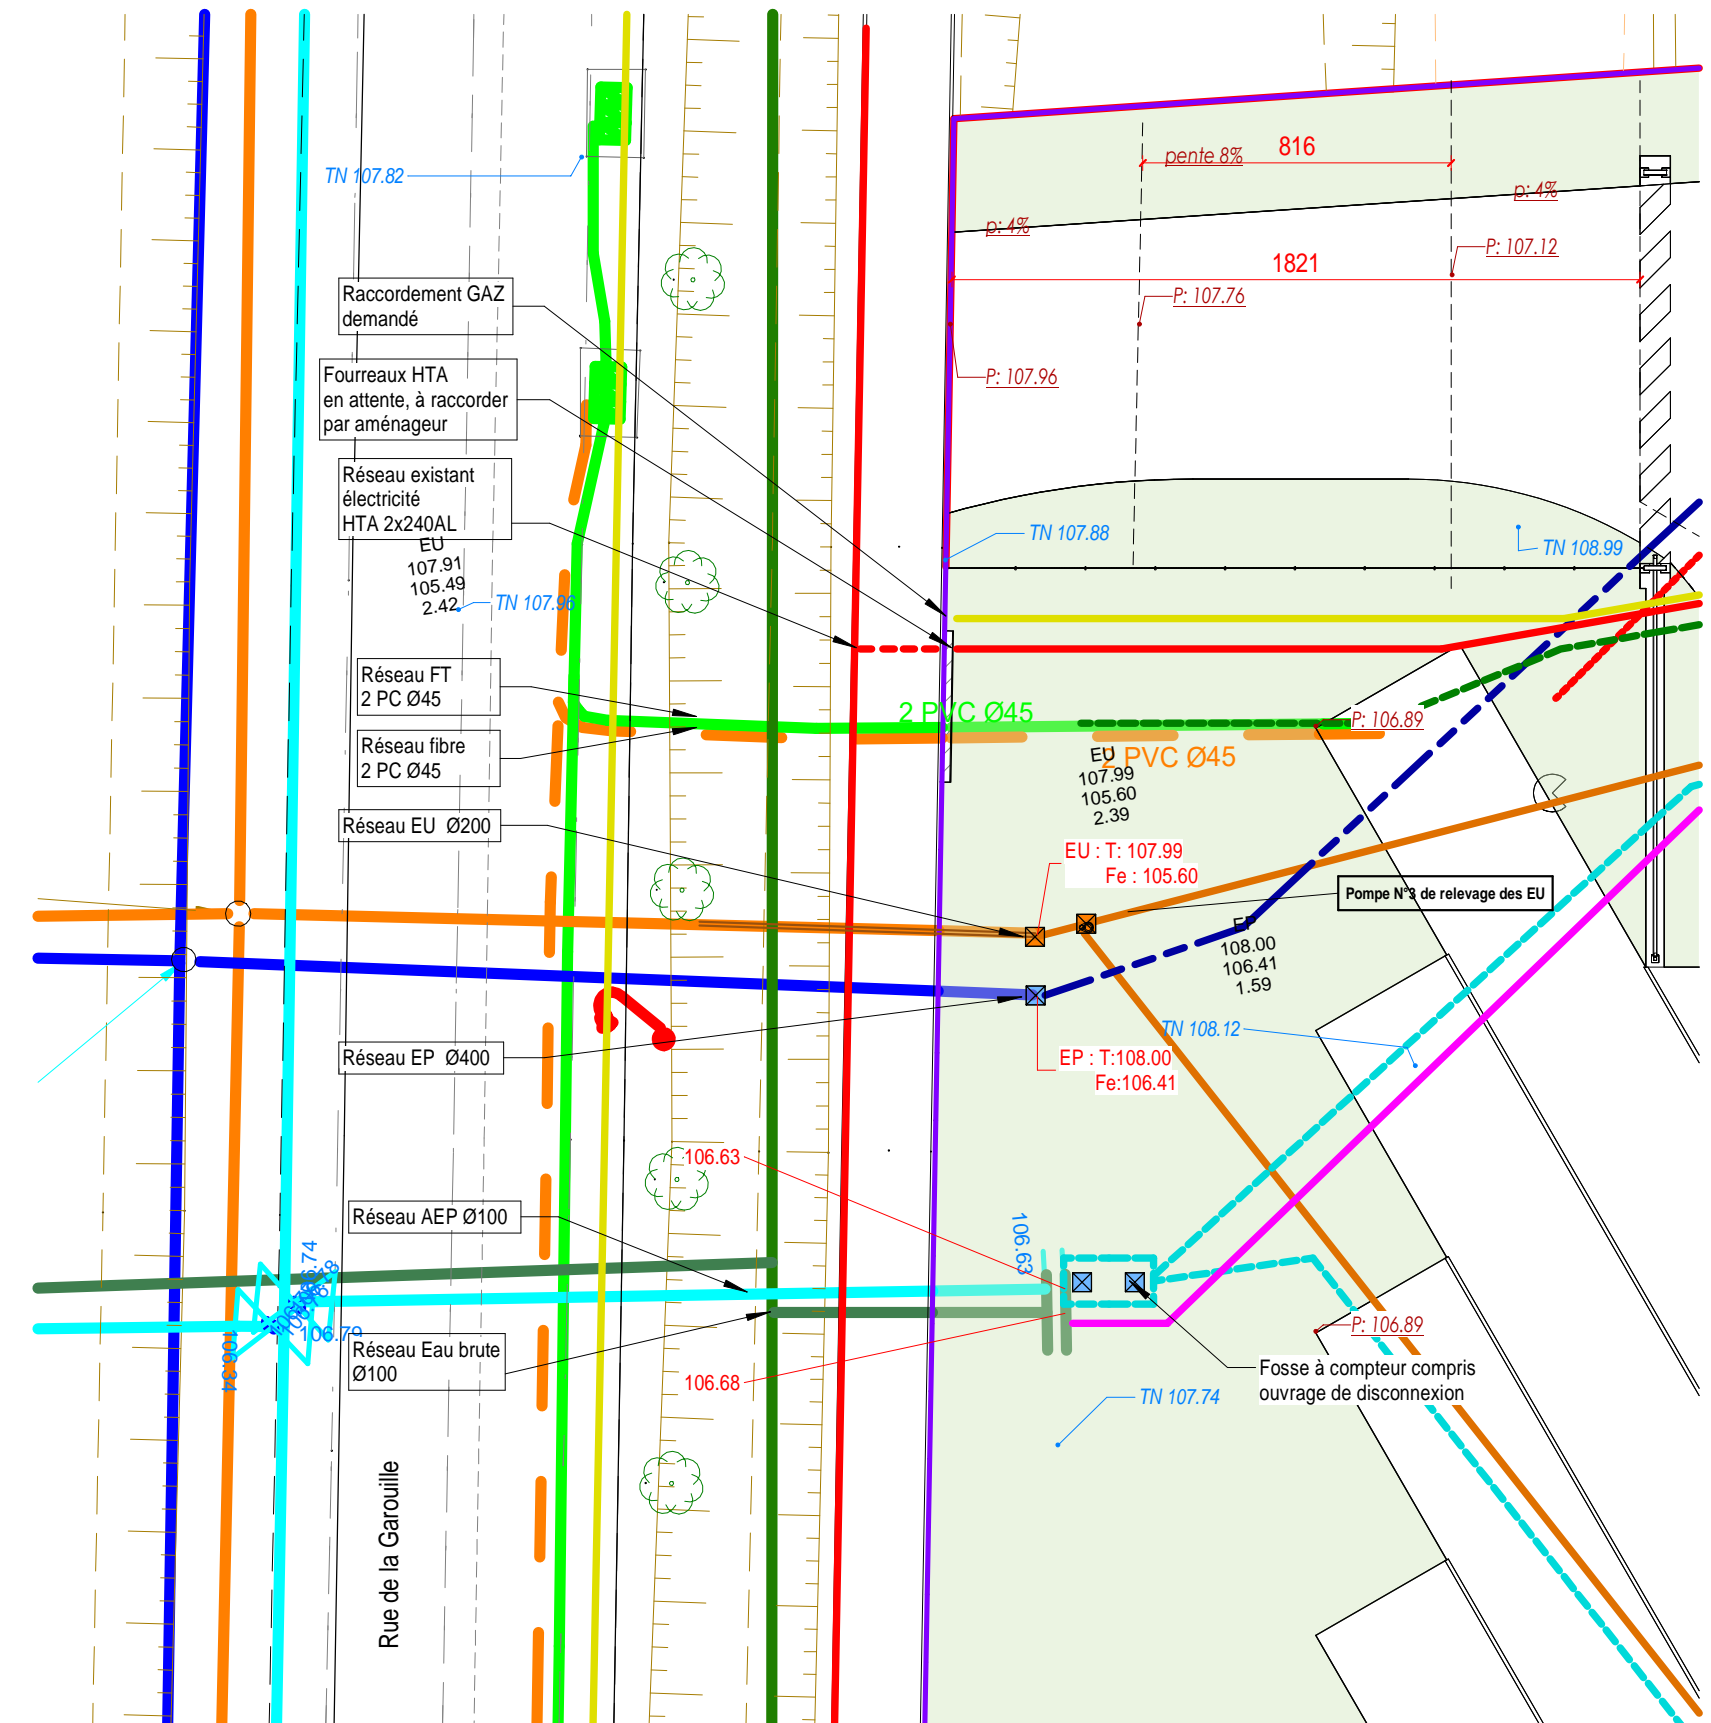 816
pente 8%
TN 107.82
p: 4%
p: 4%
P: 107.12
1821
Raccordement GAZ
demandé
P: 107.76
P: 107.96
Fourreaux HTA
en attente, à raccorder
par aménageur
Réseau existant
électricité
HTA 2x240AL
EU
107.91
105.49
2.42
TN 107.96
TN 107.88
TN 108.99
Réseau FT
2 PC Ø45
2 PVC Ø45
P: 106.89
Réseau fibre
2 PC Ø45
2 PVC Ø45
EU
107.99
105.60
2.39
Réseau EU Ø200
EU : T: 107.99
Fe : 105.60
Pompe N°3 de relevage des EU
EP
108.00
106.41
1.59
TN 108.12
Réseau EP Ø400
EP : T:108.00
Fe:106.41
106.63
Réseau AEP Ø100
106.63
106.79
106.34
Réseau Eau brute
Ø100
P: 106.89
106.68
Fosse à compteur compris
ouvrage de disconnexion
TN 107.74
Rue de la Garouille